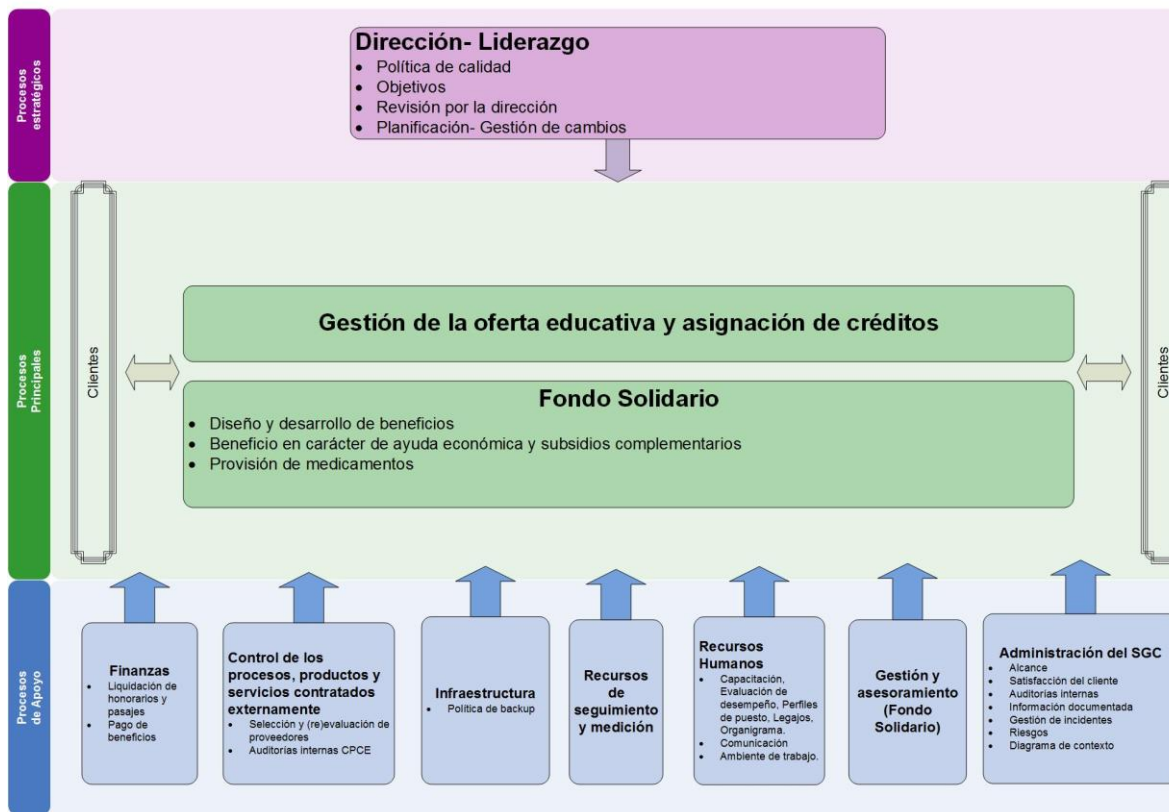 Procesos
estratégicos
Dirección- Liderazgo
• Política de calidad
• Objetivos
• Revisión por la dirección
• Planificación- Gestión de cambios
Procesos
Principales
Clientes
Gestión de la oferta educativa y asignación de créditos
Fondo Solidario
• Diseño y desarrollo de beneficios
• Beneficio en carácter de ayuda económica y subsidios complementarios
• Provisión de medicamentos
Clientes
Procesos
de Apoyo
Finanzas
• Liquidación de
honorarios y
pasajes
• Pago de
beneficios
Control de los
procesos, productos y
servicios contratados
externamente
• Selección y (re)evaluación de
proveedores
• Auditorías internas CPCE
Infraestructura
• Política de backup
Recursos
de
seguimiento
y medición
Recursos
Humanos
• Capacitación,
Evaluación de
desempeño, Perfiles
de puesto, Legajos,
Organigrama.
• Comunicación
• Ambiente de trabajo.
Gestión y
asesoramiento
(Fondo
Solidario)
Administración del SGC
• Alcance
• Satisfacción del cliente
• Auditorías internas
• Información documentada
• Gestión de incidentes
• Riesgos
• Diagrama de contexto